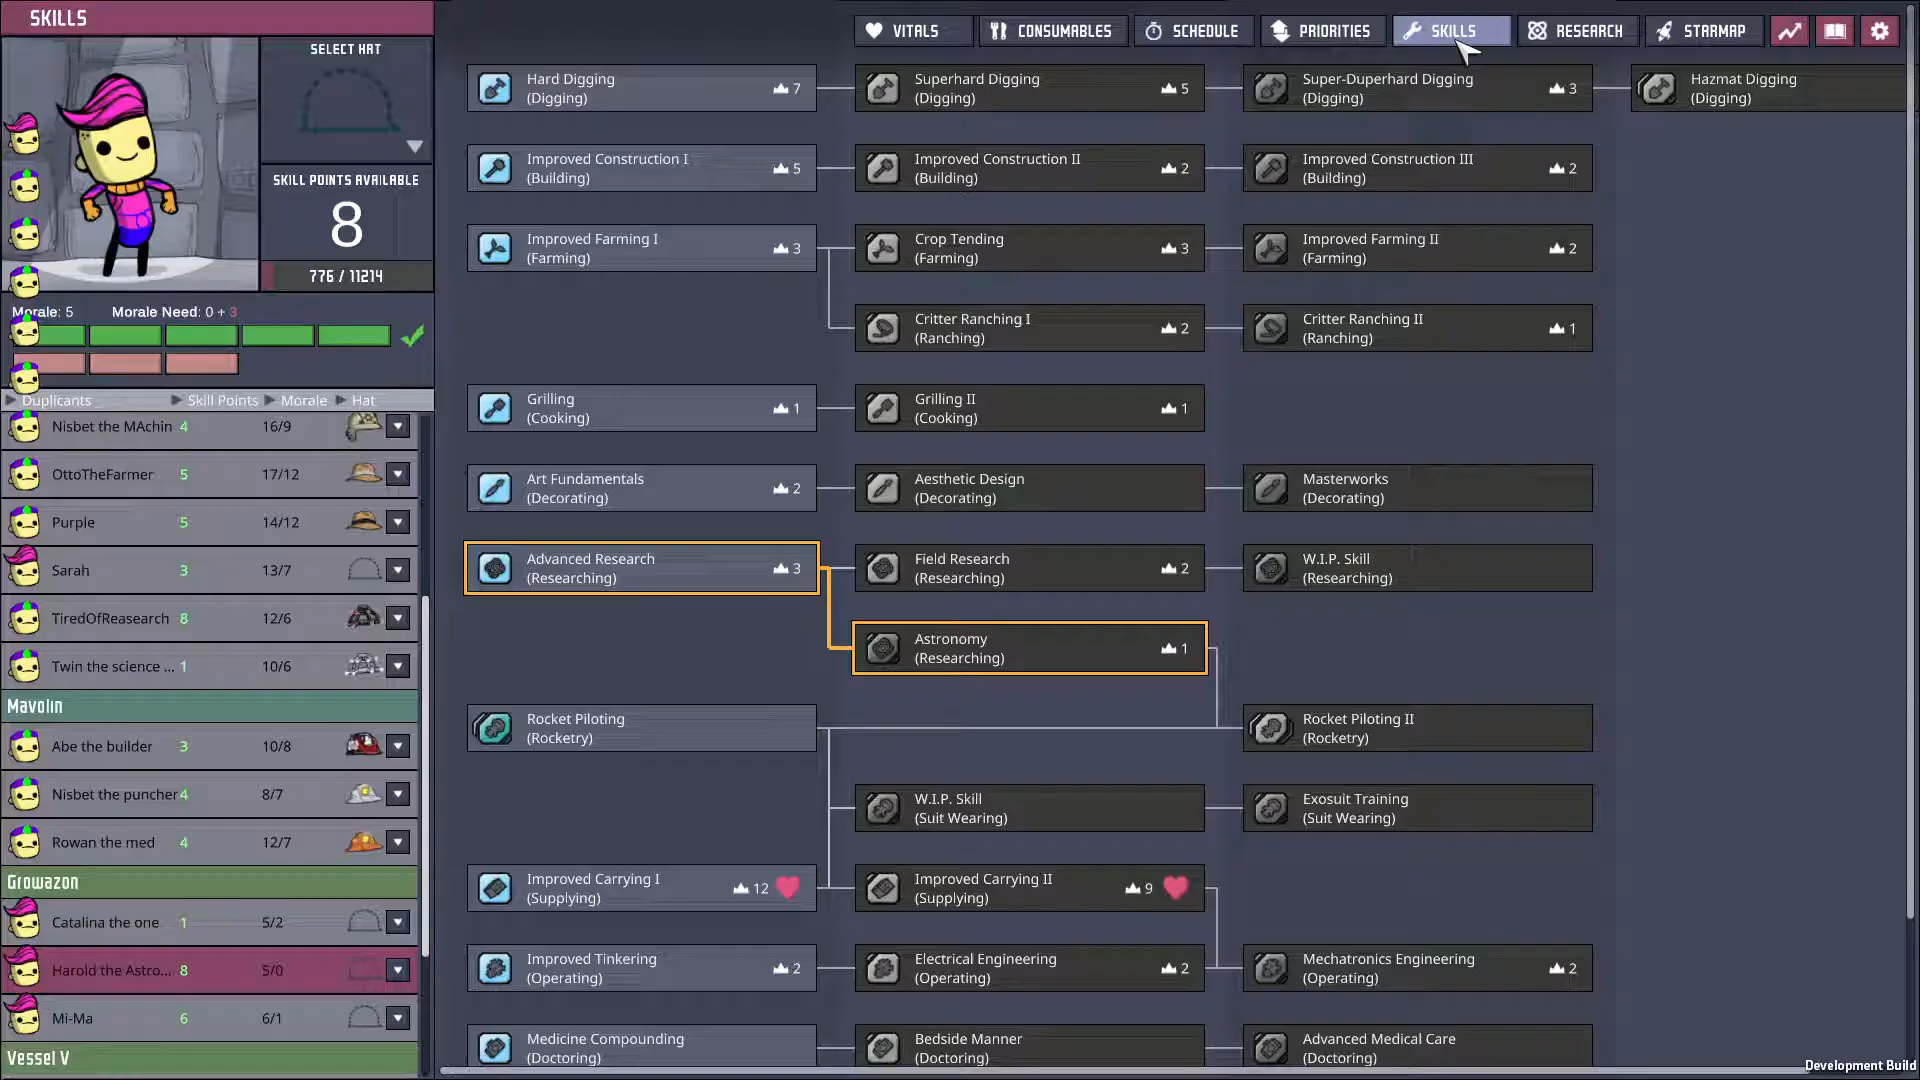 SKILLS
SELECT HAT
SKILL POINTS AVAILABLE
8
776 / 11214
Morale: 5
Morale Need: 0 + 3
Duplicants
Skill Points
Morale
Hat
Nisbet the MAchin 4 16/9
OttoTheFarmer 5 17/12
Purple 5 14/12
Sarah 3 13/7
TiredOfReasearch 8 12/6
Twin the science ... 1 10/6
Mavolin
Abe the builder 3 10/8
Nisbet the puncher 4 8/7
Rowan the med 4 12/7
Growazon
Catalina the one 1 5/2
Harold the Astro... 8 5/0
Mi-Ma 6 6/1
Vessel V
VITALS
CONSUMABLES
SCHEDULE
PRIORITIES
SKILLS
RESEARCH
STARMAP
Hard Digging
(Digging)
7
Superhard Digging
(Digging)
5
Super-Duperhard Digging
(Digging)
3
Hazmat Digging
(Digging)
Improved Construction I
(Building)
5
Improved Construction II
(Building)
2
Improved Construction III
(Building)
2
Improved Farming I
(Farming)
3
Crop Tending
(Farming)
3
Improved Farming II
(Farming)
2
Critter Ranching I
(Ranching)
2
Critter Ranching II
(Ranching)
1
Grilling
(Cooking)
1
Grilling II
(Cooking)
1
Art Fundamentals
(Decorating)
2
Aesthetic Design
(Decorating)
Masterworks
(Decorating)
Advanced Research
(Researching)
3
Field Research
(Researching)
2
W.I.P. Skill
(Researching)
Astronomy
(Researching)
1
Rocket Piloting
(Rocketry)
Rocket Piloting II
(Rocketry)
W.I.P. Skill
(Suit Wearing)
Exosuit Training
(Suit Wearing)
Improved Carrying I
(Supplying)
12
Improved Carrying II
(Supplying)
9
Improved Tinkering
(Operating)
2
Electrical Engineering
(Operating)
2
Mechatronics Engineering
(Operating)
2
Medicine Compounding
(Doctoring)
Bedside Manner
(Doctoring)
Advanced Medical Care
(Doctoring)
Development Build